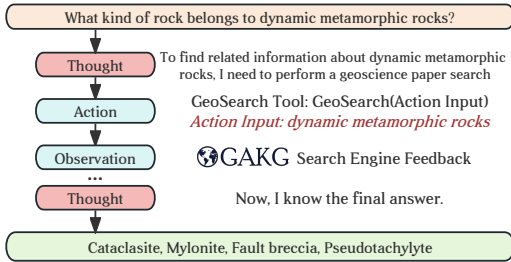 What kind of rock belongs to dynamic metamorphic rocks?
Thought
To find related information about dynamic metamorphic
rocks, I need to perform a geoscience paper search
Action
GeoSearch Tool: GeoSearch(Action Input)
Action Input: dynamic metamorphic rocks
Observation
GAKG Search Engine Feedback
...
Thought
Now, I know the final answer.
Cataclasite, Mylonite, Fault breccia, Pseudotachylyte